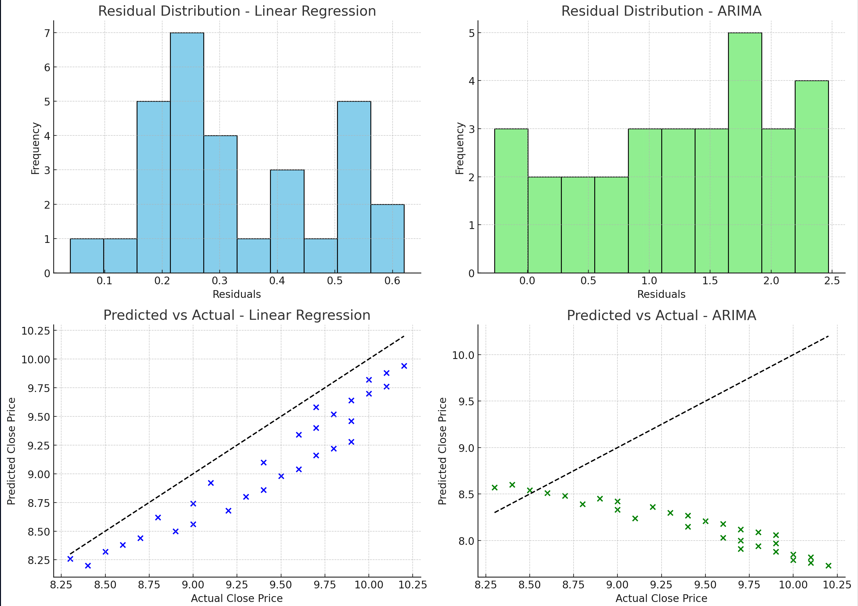 Residual Distribution - Linear Regression
7
6
5
4
3
2
1
0
Frequency
0.1 0.2 0.3 0.4 0.5 0.6
Residuals
Residual Distribution - ARIMA
5
4
3
2
1
0
Frequency
0.0 0.5 1.0 1.5 2.0 2.5
Residuals
Predicted vs Actual - Linear Regression
10.25
10.00
9.75
9.50
9.25
9.00
8.75
8.50
8.25
Predicted Close Price
8.25 8.50 8.75 9.00 9.25 9.50 9.75 10.00 10.25
Actual Close Price
Predicted vs Actual - ARIMA
10.0
9.5
9.0
8.5
8.0
Predicted Close Price
8.25 8.50 8.75 9.00 9.25 9.50 9.75 10.00 10.25
Actual Close Price